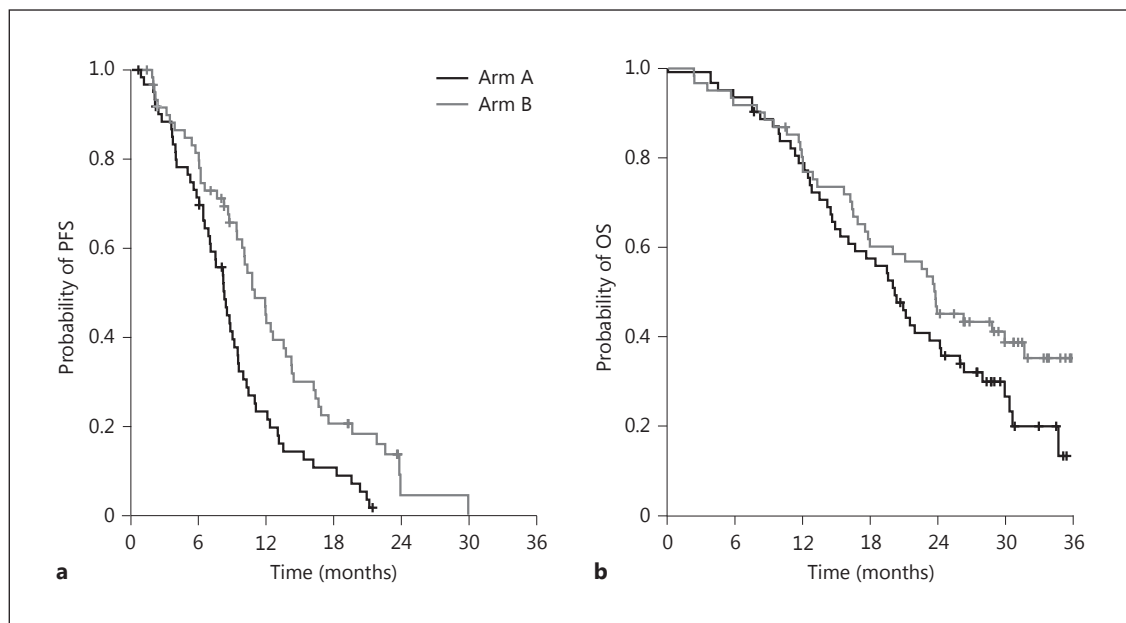 Arm A
Arm B
Probability of PFS
1.0
0.8
0.6
0.4
0.2
0
0 6 12 18 24 30 36
Time (months)
a
Probability of OS
1.0
0.8
0.6
0.4
0.2
0
0 6 12 18 24 30 36
Time (months)
b